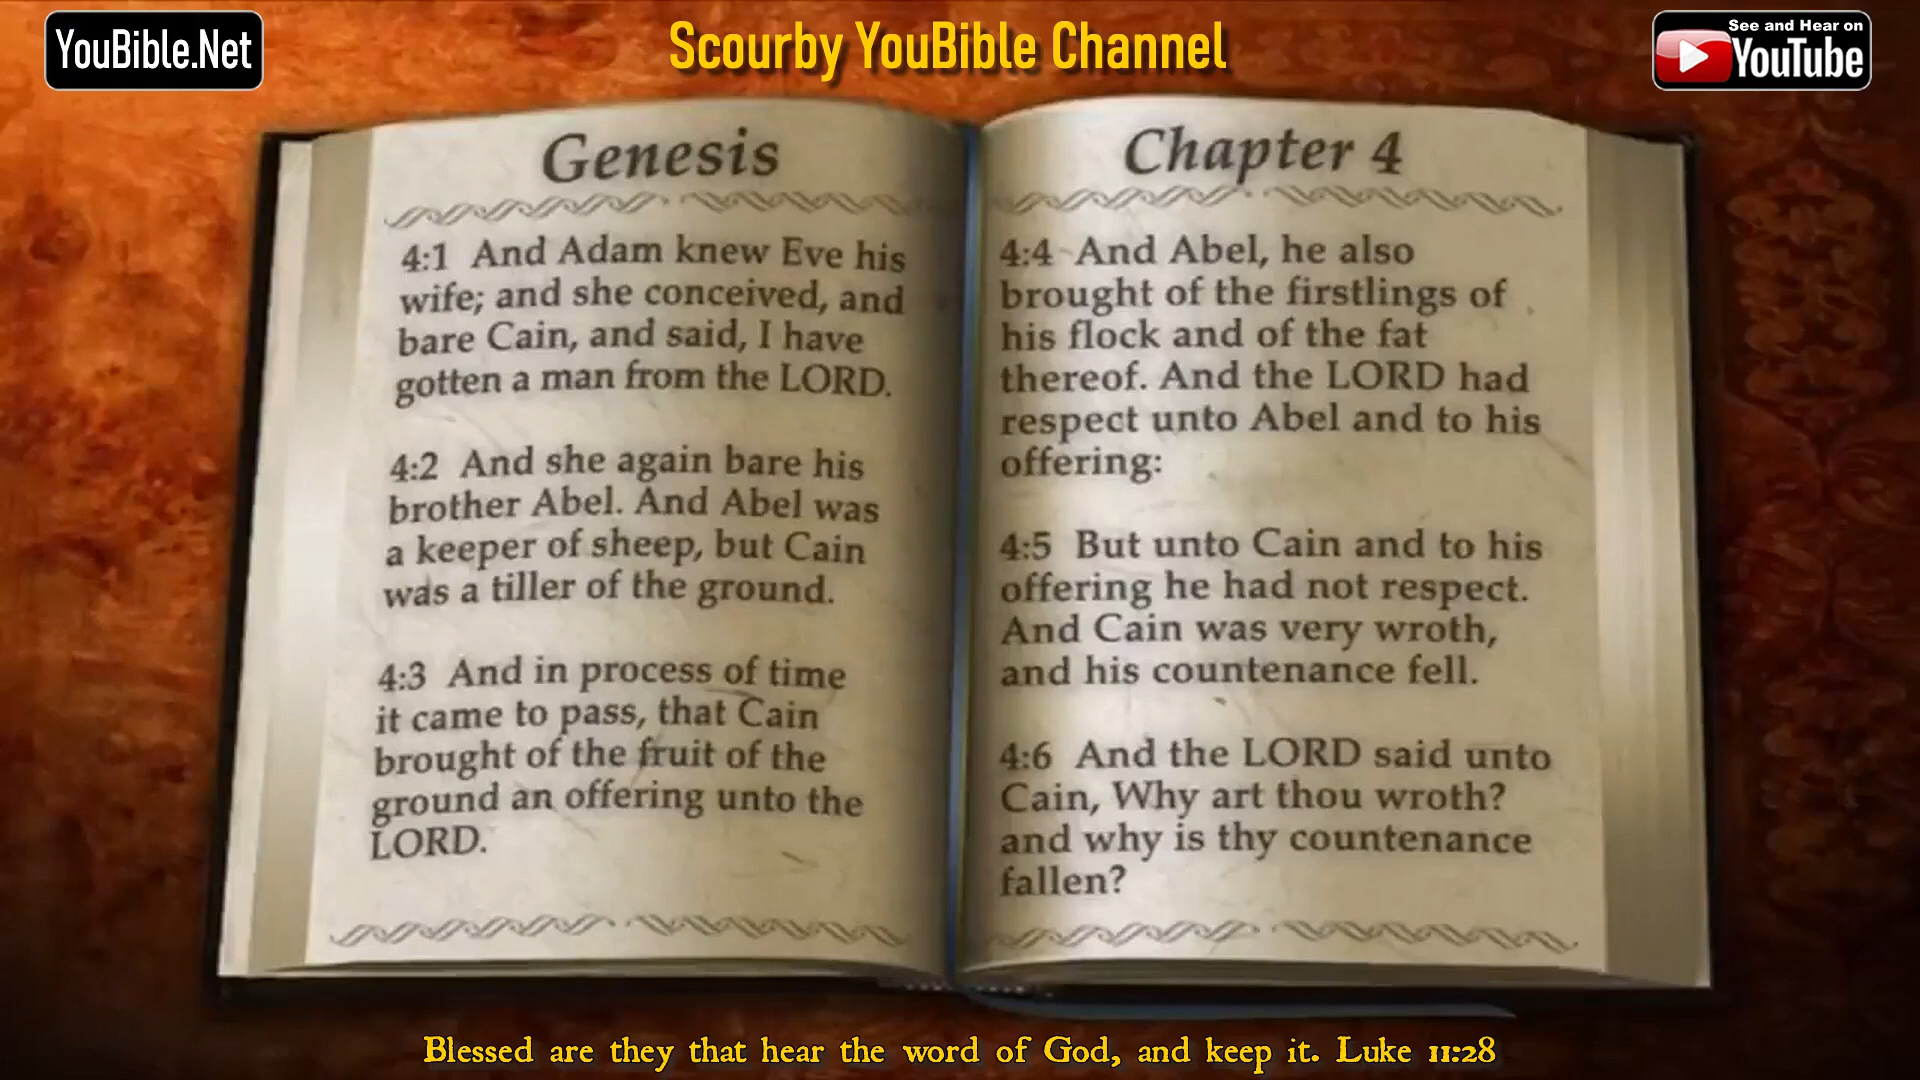 YouBible.Net
Scourby YouBible Channel
See and Hear on
YouTube
Genesis
4:1 And Adam knew Eve his
wife; and she conceived, and
bare Cain, and said, I have
gotten a man from the LORD.
4:2 And she again bare his
brother Abel. And Abel was
a keeper of sheep, but Cain
was a tiller of the ground.
4:3 And in process of time
it came to pass, that Cain
brought of the fruit of the
ground an offering unto the
LORD.
Chapter 4
4:4 And Abel, he also
brought of the firstlings of
his flock and of the fat
thereof. And the LORD had
respect unto Abel and to his
offering:
4:5 But unto Cain and to his
offering he had not respect.
And Cain was very wroth,
and his countenance fell.
4:6 And the LORD said unto
Cain, Why art thou wroth?
and why is thy countenance
fallen?
Blessed are they that hear the word of God, and keep it. Luke 11:28